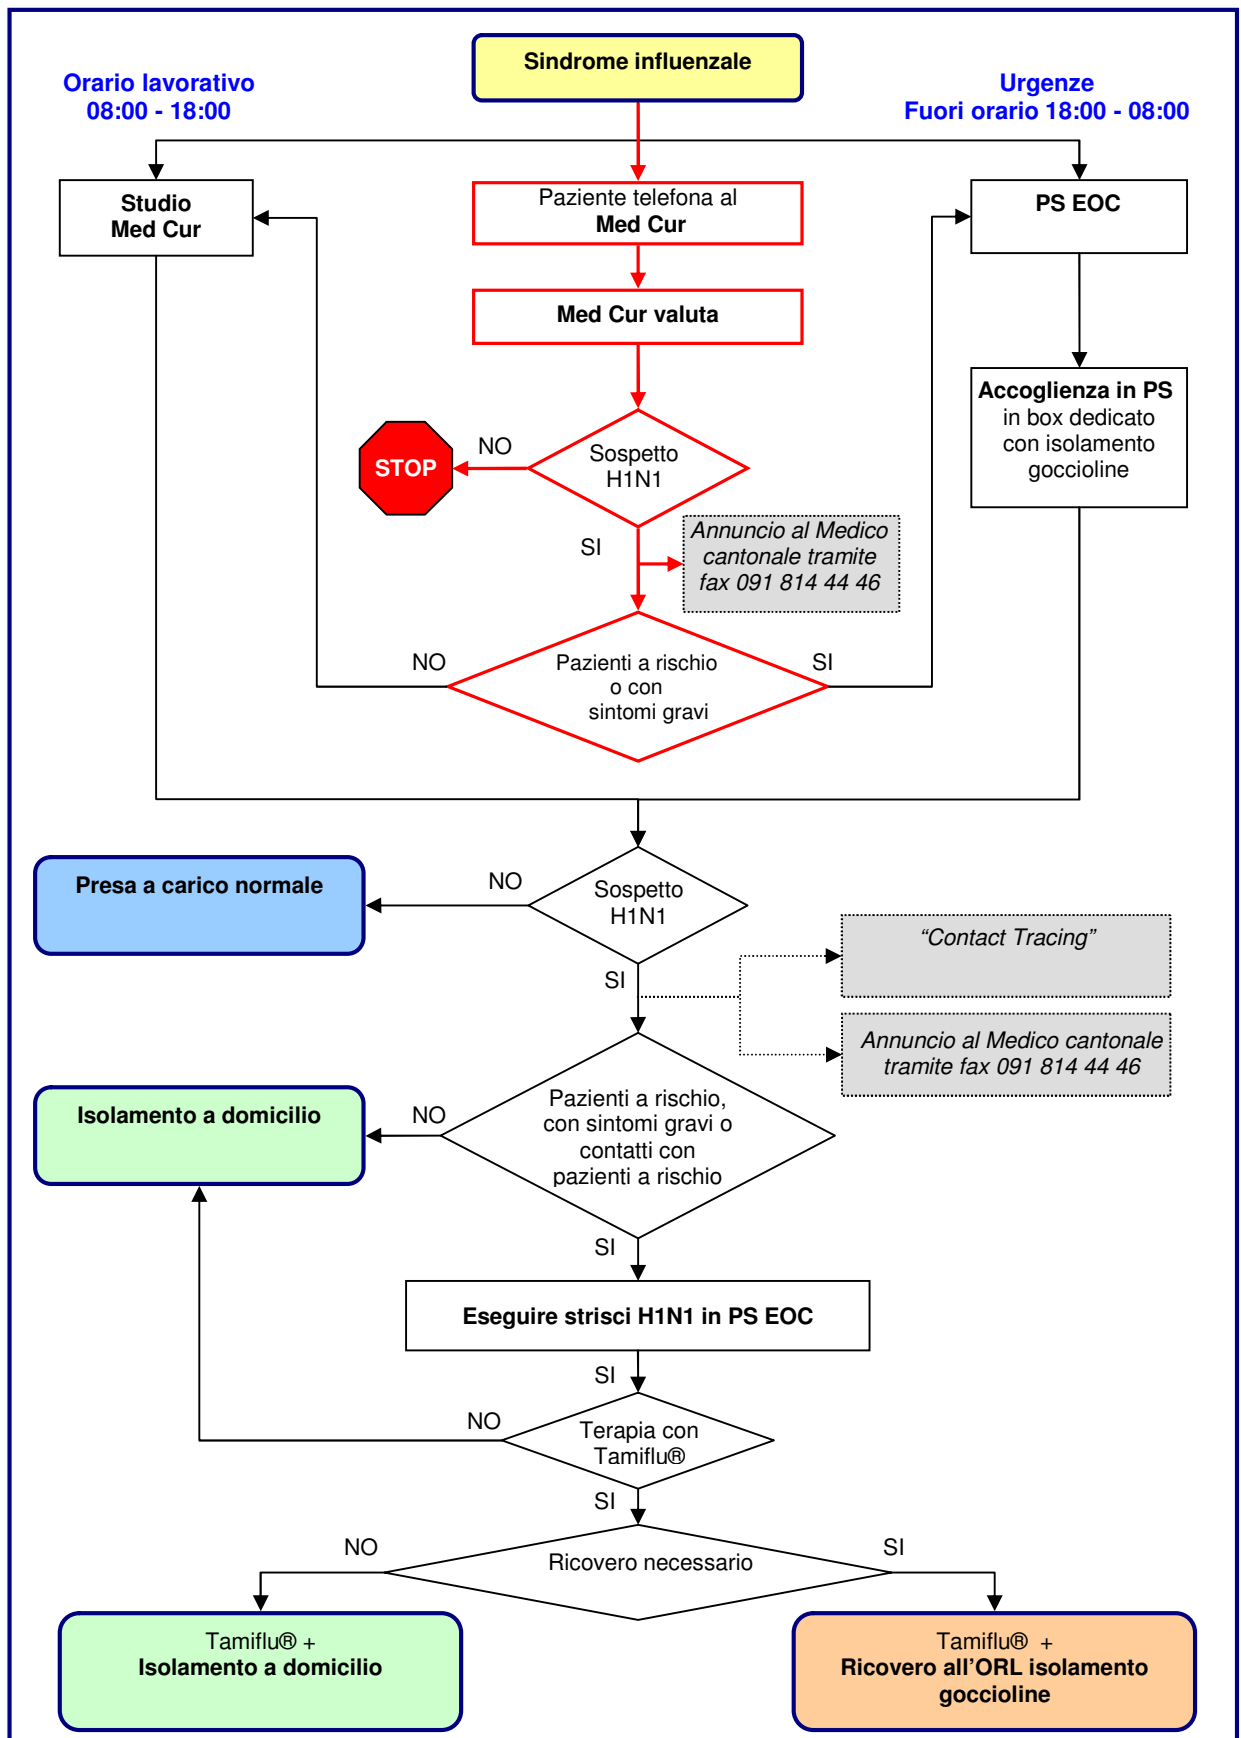 Sindrome influenzale
Orario lavorativo
08:00 - 18:00
Urgenze
Fuori orario 18:00 - 08:00
Studio
Med Cur
Paziente telefona al
Med Cur
PS EOC
Med Cur valuta
Accoglienza in PS
in box dedicato
con isolamento
goccioline
STOP
NO
Sospetto
H1N1
SI
Annuncio al Medico
cantonale tramite
fax 091 814 44 46
NO
Pazienti a rischio
o con
sintomi gravi
SI
Presa a carico normale
NO
Sospetto
H1N1
SI
“Contact Tracing”
Annuncio al Medico cantonale
tramite fax 091 814 44 46
Isolamento a domicilio
NO
Pazienti a rischio,
con sintomi gravi o
contatti con
pazienti a rischio
SI
Eseguire strisci H1N1 in PS EOC
SI
NO
Terapia con
Tamiflu®
SI
NO
Ricovero necessario
SI
Tamiflu® +
Isolamento a domicilio
Tamiflu® +
Ricovero all’ORL isolamento
goccioline